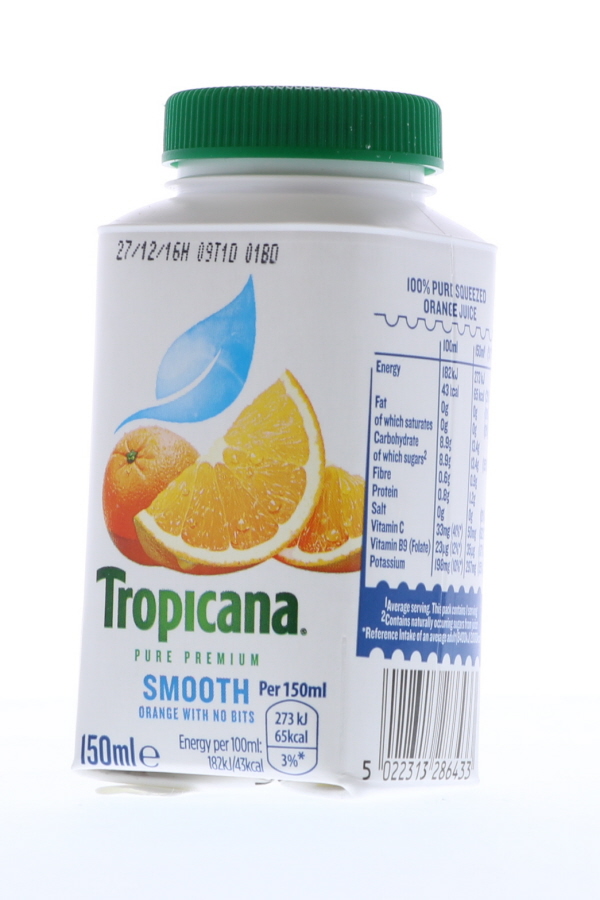 27/12/16H 09T1D 01BD
Tropicana®
PURE PREMIUM
SMOOTH
ORANGE WITH NO BITS
Per 150ml
273 kJ
65kcal
3%*
Energy per 100ml:
182kJ/43kcal
150ml e
100% PURE SQUEEZED
ORANGE JUICE
100ml
Energy 182kJ
43 kcal
Fat 0g
of which saturates 0g
Carbohydrate 8.9g
of which sugars² 8.9g
Fibre 0.6g
Protein 0.8g
Salt 0g
Vitamin C 33mg
Vitamin B9 (Folate) 23µg
Potassium 198mg
¹Average serving. This pack contains 1
²Contains naturally occurring sugars
*Reference Intake of an average adult
5 022313 286433